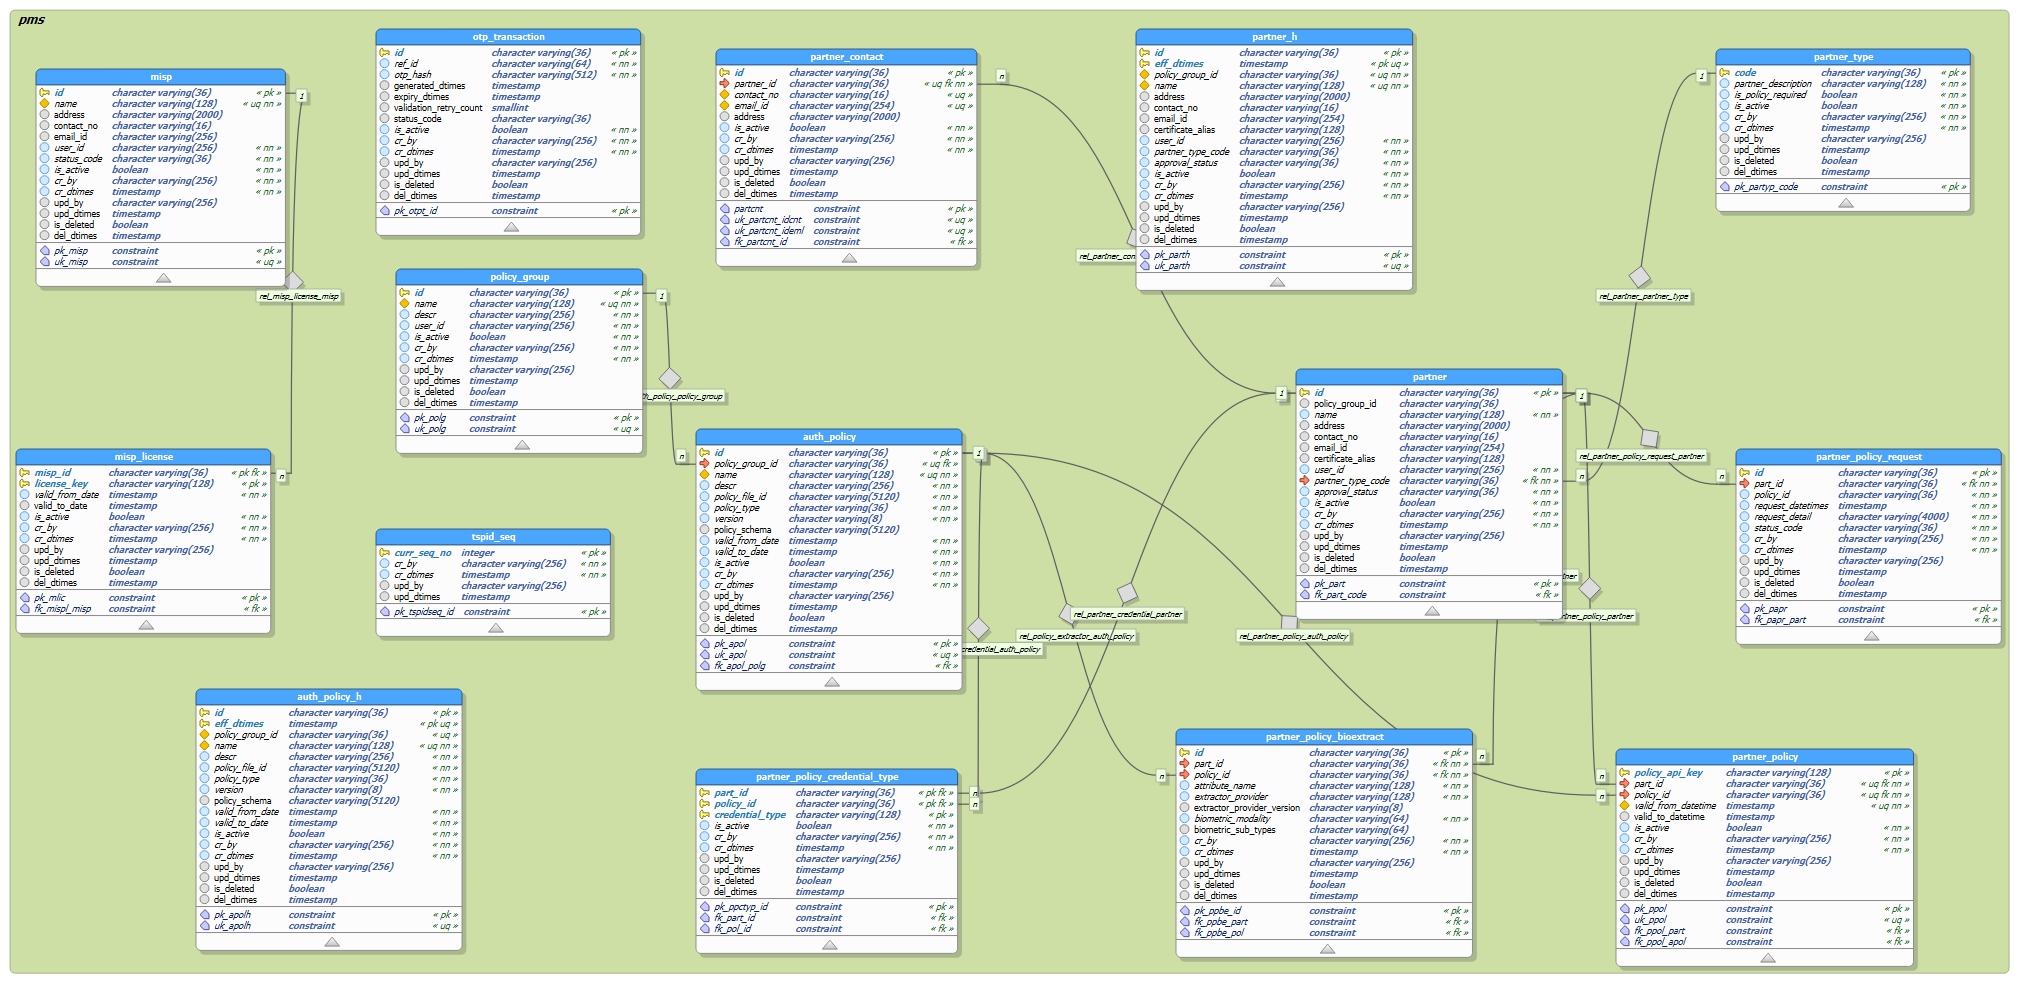 pms
misp
id character varying(36) « pk »
name character varying(128) « uq nn »
address character varying(2000)
contact_no character varying(16)
email_id character varying(256)
user_id character varying(256) « nn »
status_code character varying(36) « nn »
is_active boolean « nn »
cr_by character varying(256) « nn »
cr_dtimes timestamp « nn »
upd_by character varying(256)
upd_dtimes timestamp
is_deleted boolean
del_dtimes timestamp
pk_misp constraint « pk »
uk_misp constraint « uq »
1
rel_misp_license_misp
n
misp_license
misp_id character varying(36) « pk fk »
license_key character varying(128) « pk »
valid_from_date timestamp « nn »
valid_to_date timestamp
is_active boolean « nn »
cr_by character varying(256) « nn »
cr_dtimes timestamp « nn »
upd_by character varying(256)
upd_dtimes timestamp
is_deleted boolean
del_dtimes timestamp
pk_mlic constraint « pk »
fk_mispl_misp constraint « fk »
otp_transaction
id character varying(36) « pk »
ref_id character varying(64) « nn »
otp_hash character varying(512) « nn »
generated_dtimes timestamp
expiry_dtimes timestamp
validation_retry_count smallint
status_code character varying(36)
is_active boolean « nn »
cr_by character varying(256) « nn »
cr_dtimes timestamp « nn »
upd_by character varying(256)
upd_dtimes timestamp
is_deleted boolean
del_dtimes timestamp
pk_otpt_id constraint « pk »
policy_group
id character varying(36) « pk »
name character varying(128) « uq nn »
descr character varying(256) « nn »
user_id character varying(256) « nn »
is_active boolean « nn »
cr_by character varying(256) « nn »
cr_dtimes timestamp « nn »
upd_by character varying(256)
upd_dtimes timestamp
is_deleted boolean
del_dtimes timestamp
pk_polg constraint « pk »
uk_polg constraint « uq »
1
h_policy_policy_group
n
tspid_seq
curr_seq_no integer « pk »
cr_by character varying(256) « nn »
cr_dtimes timestamp « nn »
upd_by character varying(256)
upd_dtimes timestamp
pk_tspidseq_id constraint « pk »
auth_policy_h
id character varying(36) « pk »
eff_dtimes timestamp « pk uq »
policy_group_id character varying(36) « uq »
name character varying(128) « uq nn »
descr character varying(256) « nn »
policy_file_id character varying(5120) « nn »
policy_type character varying(36) « nn »
version character varying(8) « nn »
policy_schema character varying(5120)
valid_from_date timestamp « nn »
valid_to_date timestamp « nn »
is_active boolean « nn »
cr_by character varying(256) « nn »
cr_dtimes timestamp « nn »
upd_by character varying(256)
upd_dtimes timestamp
is_deleted boolean
del_dtimes timestamp
pk_apolh constraint « pk »
uk_apolh constraint « uq »
partner_contact
id character varying(36) « pk »
partner_id character varying(36) « uq fk nn »
contact_no character varying(16) « uq »
email_id character varying(254) « uq »
address character varying(2000)
is_active boolean « nn »
cr_by character varying(256) « nn »
cr_dtimes timestamp « nn »
upd_by character varying(256)
upd_dtimes timestamp
is_deleted boolean
del_dtimes timestamp
partcnt constraint « pk »
uk_partcnt_idcnt constraint « uq »
uk_partcnt_ideml constraint « uq »
fk_partcnt_id constraint « fk »
n
rel_partner_con
auth_policy
id character varying(36) « pk »
policy_group_id character varying(36) « uq fk »
name character varying(128) « uq nn »
descr character varying(256) « nn »
policy_file_id character varying(5120) « nn »
policy_type character varying(36) « nn »
version character varying(8) « nn »
policy_schema character varying(5120)
valid_from_date timestamp « nn »
valid_to_date timestamp « nn »
is_active boolean « nn »
cr_by character varying(256) « nn »
cr_dtimes timestamp « nn »
upd_by character varying(256)
upd_dtimes timestamp
is_deleted boolean
del_dtimes timestamp
pk_apol constraint « pk »
uk_apol constraint « uq »
fk_apol_polg constraint « fk »
1
rel_partner_credential_partner
rel_policy_extractor_auth_policy
credential_auth_policy
rel_partner_policy_auth_policy
partner_policy_credential_type
part_id character varying(36) « pk fk »
policy_id character varying(36) « pk fk »
credential_type character varying(128) « pk »
is_active boolean « nn »
cr_by character varying(256) « nn »
cr_dtimes timestamp « nn »
upd_by character varying(256)
upd_dtimes timestamp
is_deleted boolean
del_dtimes timestamp
pk_ppctyp_id constraint « pk »
fk_part_id constraint « fk »
fk_pol_id constraint « fk »
n
n
partner_h
id character varying(36) « pk »
eff_dtimes timestamp « pk uq »
policy_group_id character varying(36) « uq nn »
name character varying(128) « uq nn »
address character varying(2000)
contact_no character varying(16)
email_id character varying(254)
certificate_alias character varying(128)
user_id character varying(256) « nn »
partner_type_code character varying(36) « nn »
approval_status character varying(36) « nn »
is_active boolean « nn »
cr_by character varying(256) « nn »
cr_dtimes timestamp « nn »
upd_by character varying(256)
upd_dtimes timestamp
is_deleted boolean
del_dtimes timestamp
pk_parth constraint « pk »
uk_parth constraint « uq »
partner_type
code character varying(36) « pk »
partner_description character varying(128) « nn »
is_policy_required boolean « nn »
is_active boolean « nn »
cr_by character varying(256) « nn »
cr_dtimes timestamp « nn »
upd_by character varying(256)
upd_dtimes timestamp
is_deleted boolean
del_dtimes timestamp
pk_partyp_code constraint « pk »
1
rel_partner_partner_type
partner
id character varying(36) « pk »
policy_group_id character varying(36)
name character varying(128) « nn »
address character varying(2000)
contact_no character varying(16)
email_id character varying(254)
certificate_alias character varying(128)
user_id character varying(256) « nn »
partner_type_code character varying(36) « fk nn »
approval_status character varying(36) « nn »
is_active boolean « nn »
cr_by character varying(256) « nn »
cr_dtimes timestamp « nn »
upd_by character varying(256)
upd_dtimes timestamp
is_deleted boolean
del_dtimes timestamp
pk_part constraint « pk »
fk_part_code constraint « fk »
1
1
n
rel_partner_policy_request_partner
n
tner
rtner_policy_partner
partner_policy_request
id character varying(36) « pk »
part_id character varying(36) « fk nn »
policy_id character varying(36) « nn »
request_datetimes timestamp « nn »
request_detail character varying(4000) « nn »
status_code character varying(36) « nn »
cr_by character varying(256) « nn »
cr_dtimes timestamp « nn »
upd_by character varying(256)
upd_dtimes timestamp
is_deleted boolean
del_dtimes timestamp
pk_papr constraint « pk »
fk_papr_part constraint « fk »
partner_policy_bioextract
id character varying(36) « pk »
part_id character varying(36) « fk nn »
policy_id character varying(36) « fk nn »
attribute_name character varying(128) « nn »
extractor_provider character varying(128) « nn »
extractor_provider_version character varying(8)
biometric_modality character varying(64) « nn »
biometric_sub_types character varying(64)
cr_by character varying(256) « nn »
cr_dtimes timestamp « nn »
upd_by character varying(256)
upd_dtimes timestamp
is_deleted boolean
del_dtimes timestamp
pk_ppbe_id constraint « pk »
fk_ppbe_part constraint « fk »
fk_ppbe_pol constraint « fk »
n
n
partner_policy
policy_api_key character varying(128) « pk »
part_id character varying(36) « uq fk nn »
policy_id character varying(36) « uq fk nn »
valid_from_datetime timestamp « uq nn »
valid_to_datetime timestamp
is_active boolean « nn »
cr_by character varying(256) « nn »
cr_dtimes timestamp « nn »
upd_by character varying(256)
upd_dtimes timestamp
is_deleted boolean
del_dtimes timestamp
pk_ppol constraint « pk »
uk_ppol constraint « uq »
fk_ppol_part constraint « fk »
fk_ppol_apol constraint « fk »
n
n